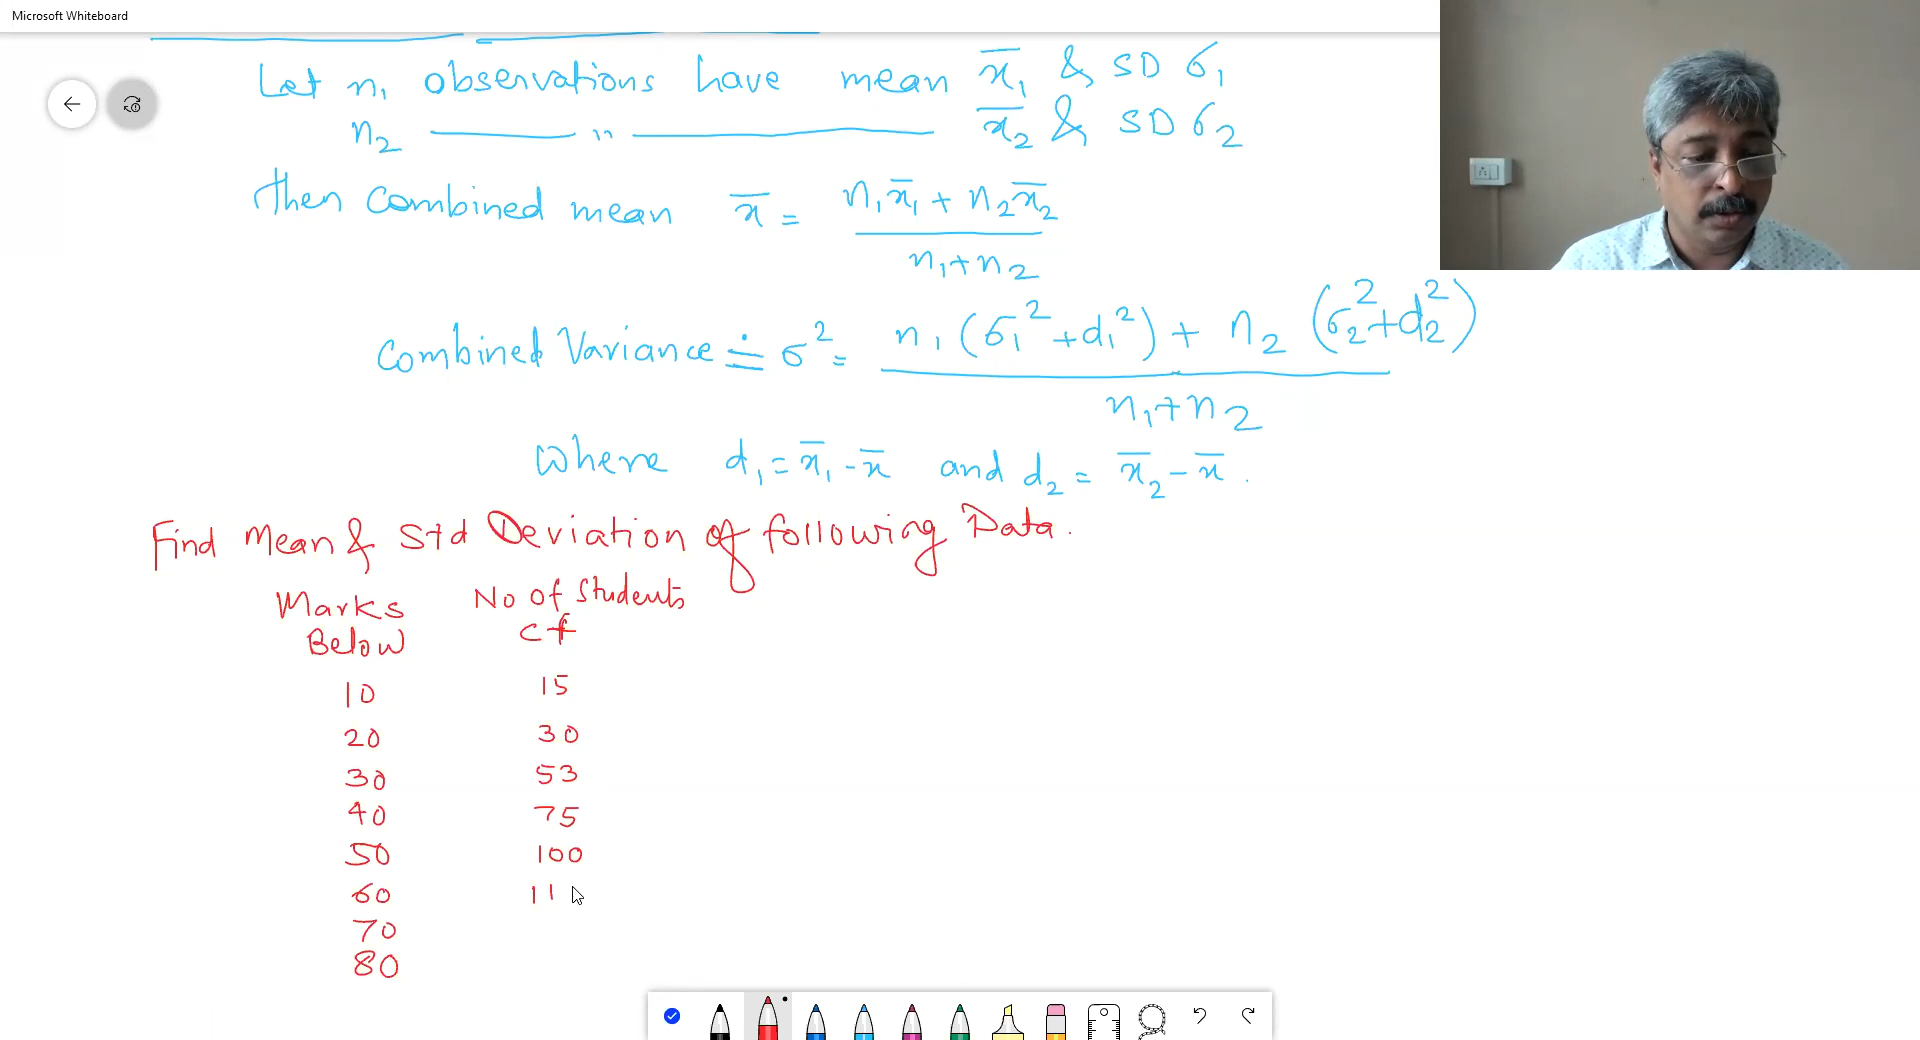 Microsoft Whiteboard
Let n₁ observations have mean x̄₁ & SD σ₁
n₂ —— " —— x̄₂ & SD σ₂
then Combined mean x̄ = (n₁x̄₁ + n₂x̄₂) / (n₁+n₂)
Combined Variance ≐ σ² = (n₁(σ₁²+d₁²) + n₂(σ₂²+d₂²)) / (n₁+n₂)
Where d₁ = x̄₁ - x̄ and d₂ = x̄₂ - x̄.
Find Mean & Std Deviation of following Data.
Marks Below No of Students cf
10 15
20 30
30 53
40 75
50 100
60 11
70
80